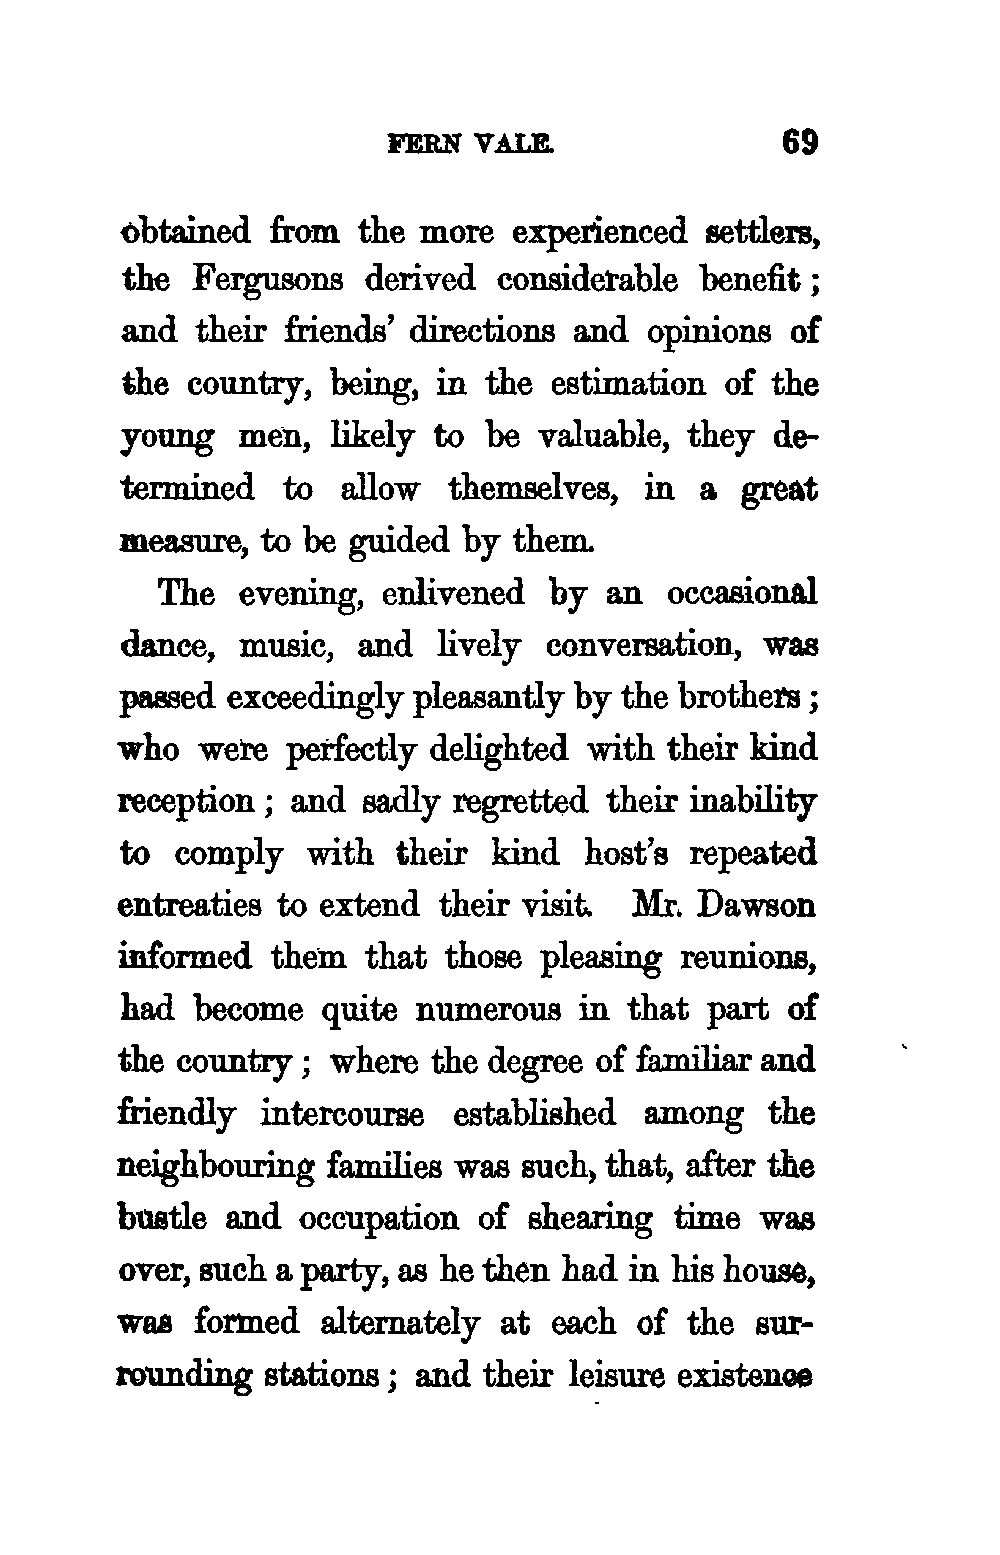 FERN VALE. 69
obtained from the more experienced settlers,
the Fergusons derived considerable benefit ;
and their friends' directions and opinions of
the country, being, in the estimation of the
young men, likely to be valuable, they de-
termined to allow themselves, in a great
measure, to be guided by them.
The evening, enlivened by an occasional
dance, music, and lively conversation, was
passed exceedingly pleasantly by the brothers ;
who were perfectly delighted with their kind
reception ; and sadly regretted their inability
to comply with their kind host's repeated
entreaties to extend their visit. Mr. Dawson
informed them that those pleasing reunions,
had become quite numerous in that part of
the country ; where the degree of familiar and
friendly intercourse established among the
neighbouring families was such, that, after the
bustle and occupation of shearing time was
over, such a party, as he then had in his house,
was formed alternately at each of the sur-
rounding stations ; and their leisure existence